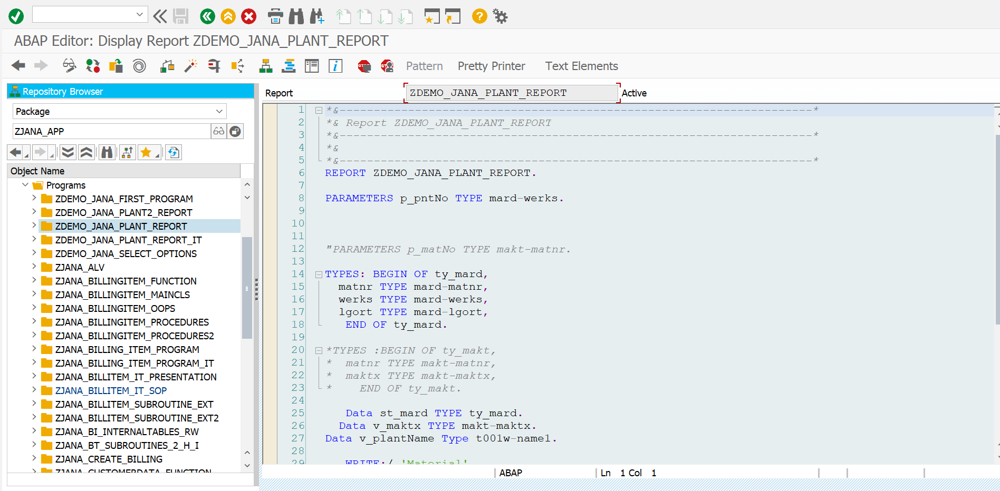 ABAP Editor: Display Report ZDEMO_JANA_PLANT_REPORT
Pattern Pretty Printer Text Elements
Repository Browser
Package
ZJANA_APP
Object Name
Programs
ZDEMO_JANA_FIRST_PROGRAM
ZDEMO_JANA_PLANT2_REPORT
ZDEMO_JANA_PLANT_REPORT
ZDEMO_JANA_PLANT_REPORT_IT
ZDEMO_JANA_SELECT_OPTIONS
ZJANA_ALV
ZJANA_BILLINGITEM_FUNCTION
ZJANA_BILLINGITEM_MAINCLS
ZJANA_BILLINGITEM_OOPS
ZJANA_BILLINGITEM_PROCEDURES
ZJANA_BILLINGITEM_PROCEDURES2
ZJANA_BILLING_ITEM_PROGRAM
ZJANA_BILLING_ITEM_PROGRAM_IT
ZJANA_BILLITEM_IT_PRESENTATION
ZJANA_BILLITEM_IT_SOP
ZJANA_BILLITEM_SUBROUTINE_EXT
ZJANA_BILLITEM_SUBROUTINE_EXT2
ZJANA_BI_INTERNALTABLES_RW
ZJANA_BT_SUBROUTINES_2_H_I
ZJANA_CREATE_BILLING
ZJANA_CUSTOMERDATA_FUNCTION
Report ZDEMO_JANA_PLANT_REPORT Active
1 *&---------------------------------------------------------------------*
2 *& Report ZDEMO_JANA_PLANT_REPORT
3 *&---------------------------------------------------------------------*
4 *&
5 *&---------------------------------------------------------------------*
6 REPORT ZDEMO_JANA_PLANT_REPORT.
7
8 PARAMETERS p_pntNo TYPE mard-werks.
9
10
11
12 "PARAMETERS p_matNo TYPE makt-matnr.
13
14 TYPES: BEGIN OF ty_mard,
15 matnr TYPE mard-matnr,
16 werks TYPE mard-werks,
17 lgort TYPE mard-lgort,
18 END OF ty_mard.
19
20 *TYPES :BEGIN OF ty_makt,
21 * matnr TYPE makt-matnr,
22 * maktx TYPE makt-maktx,
23 * END OF ty_makt.
24
25 Data st_mard TYPE ty_mard.
26 Data v_maktx TYPE makt-maktx.
27 Data v_plantName Type t001w-name1.
28
29 WRITE:/ 'Material'
ABAP Ln 1 Col 1